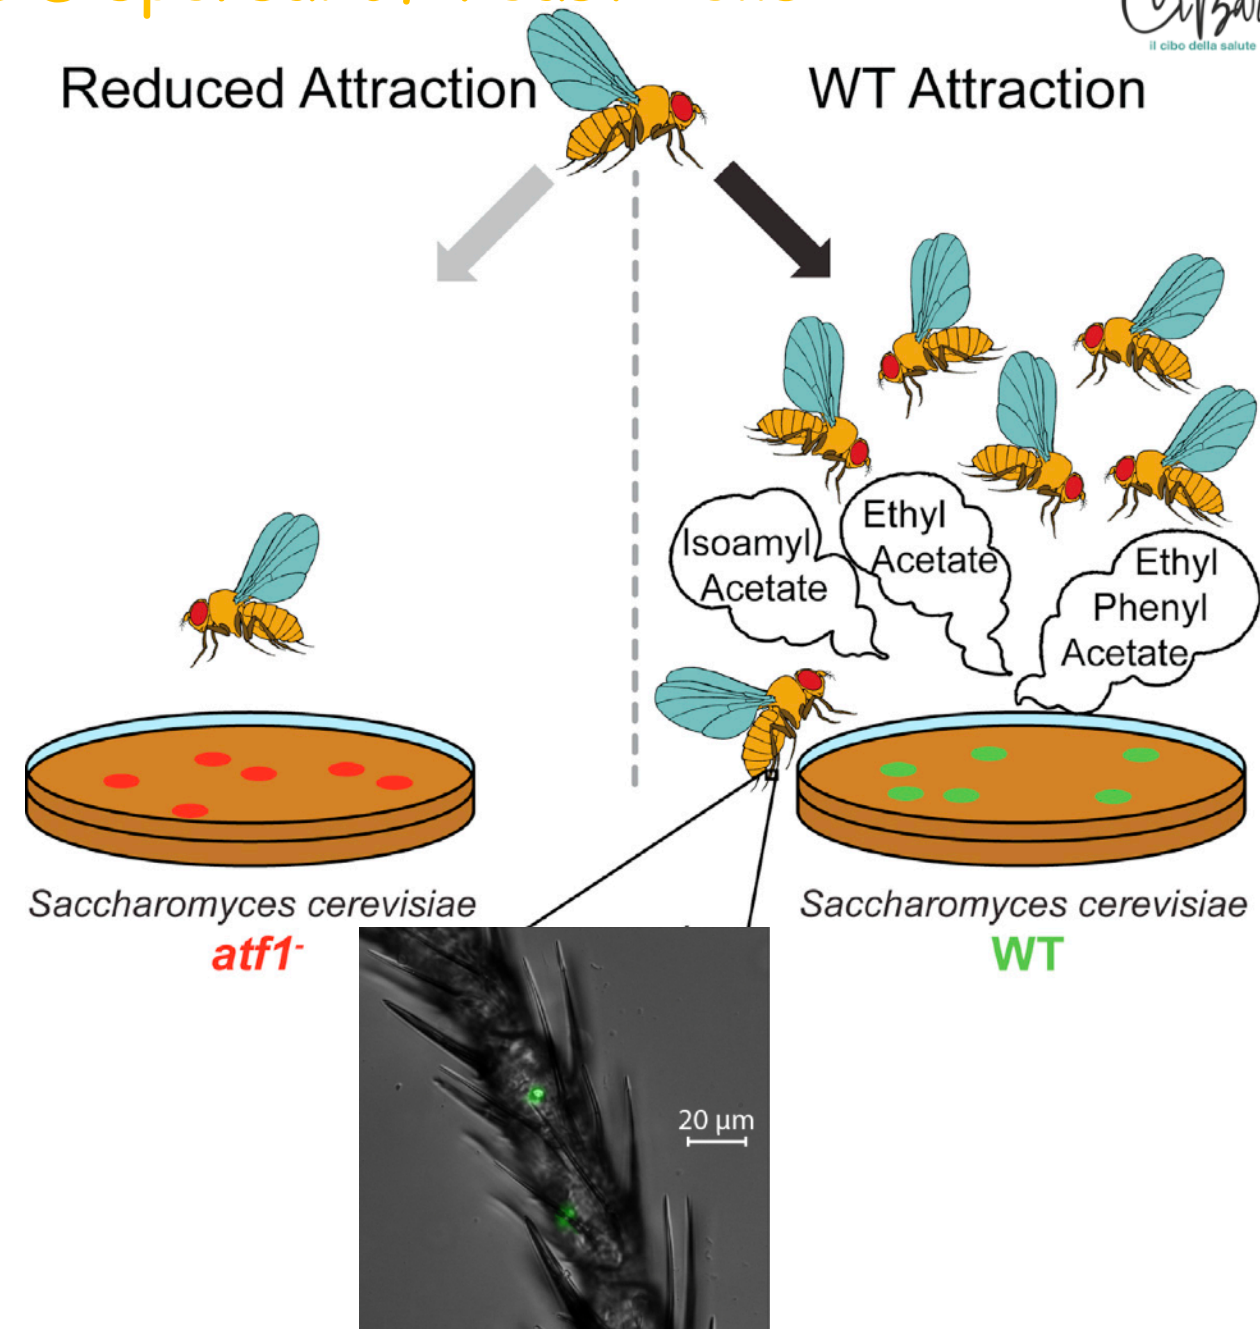 Reduced Attraction
WT Attraction
il cibo della salute
Isoamyl
Acetate
Ethyl
Acetate
Ethyl
Phenyl
Acetate
Saccharomyces cerevisiae
atf1-
Saccharomyces cerevisiae
WT
20 µm